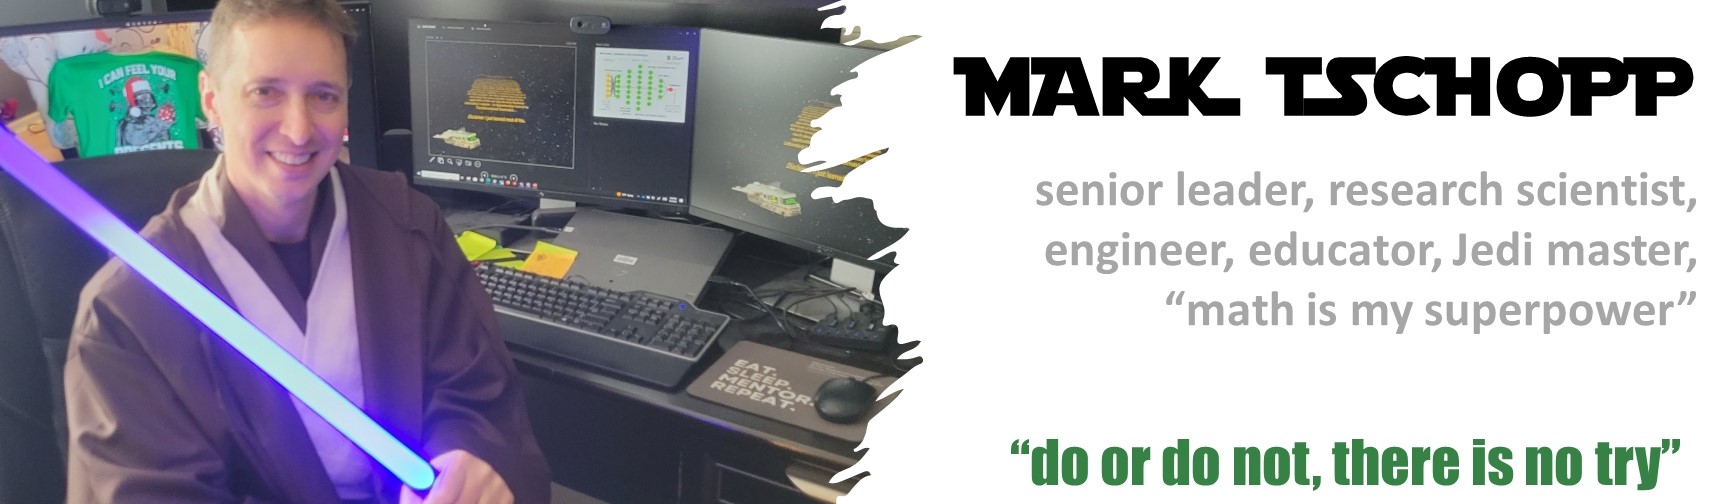 I CAN FEEL YOUR
PRESENTS
EAT.
SLEEP.
MENTOR.
REPEAT.
MARK TSCHOPP
senior leader, research scientist,
engineer, educator, Jedi master,
“math is my superpower”
“do or do not, there is no try”